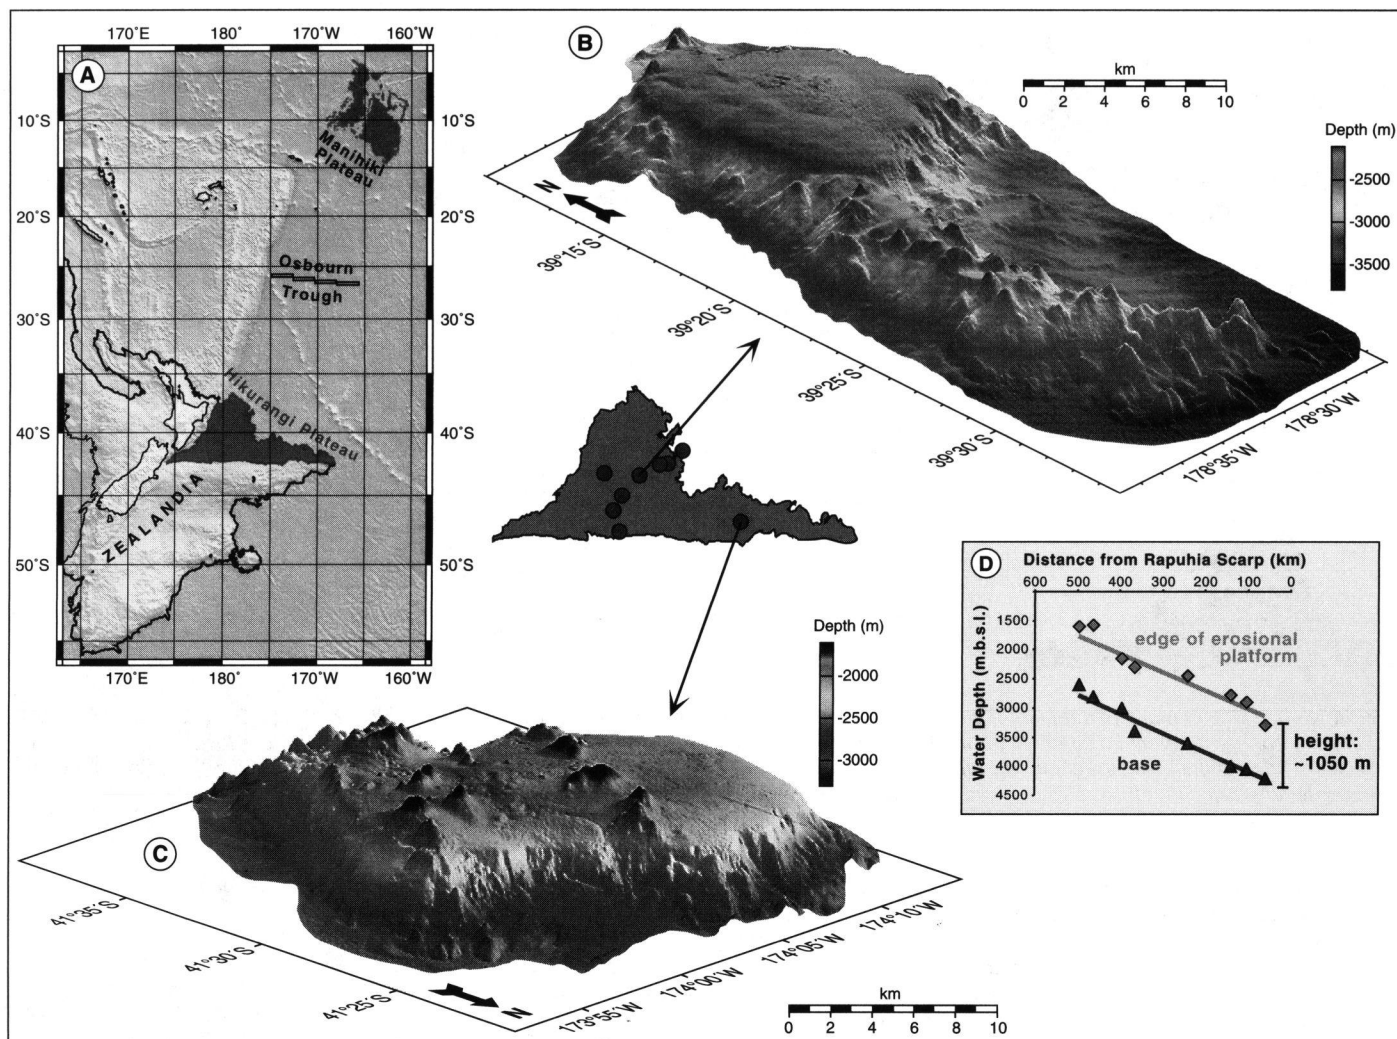 170°E 180° 170°W 160°W
A
10°S 10°S
20°S 20°S
30°S 30°S
40°S 40°S
50°S 50°S
Manihiki
Plateau
Osbourn
Trough
Hikurangi Plateau
ZEALANDIA
170°E 180° 170°W 160°W
B
km
0 2 4 6 8 10
Depth (m)
-2500
-3000
-3500
N
39°15´S
39°20´S
39°25´S
39°30´S
178°35´W
178°30´W
Depth (m)
-2000
-2500
-3000
C
41°35´S
41°30´S
41°25´S
N
173°55´W
174°00´W
174°05´W
174°10´W
km
0 2 4 6 8 10
D
Distance from Rapuhia Scarp (km)
600 500 400 300 200 100 0
Water Depth (m.b.s.l.)
1500
2000
2500
3000
3500
4000
4500
edge of erosional
platform
base
height:
~1050 m